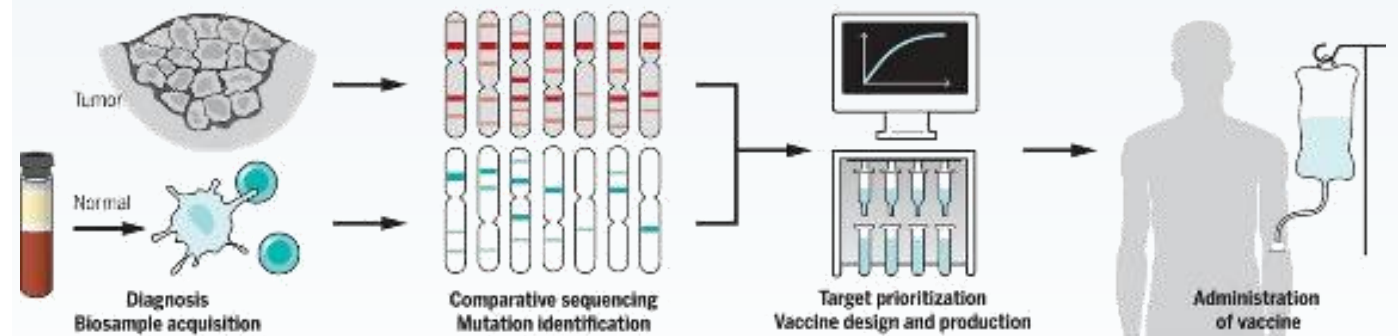 Tumor
Normal
Diagnosis
Biosample acquisition
Comparative sequencing
Mutation identification
Target prioritization
Vaccine design and production
Administration
of vaccine